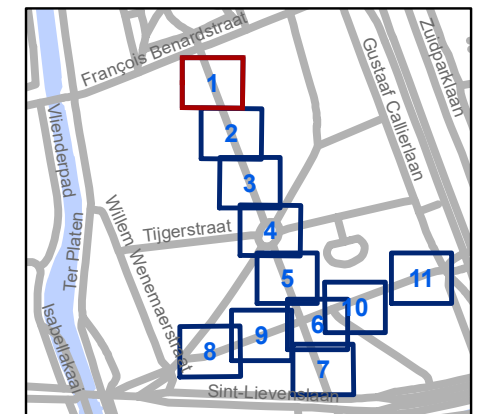 François Benardstraat
Zuidparklaan
Gustaaf Callierlaan
1
Vlienderpad
2
3
Willem Wenemaerstraat
Tijgerstraat
4
Ter Platen
5
11
10
6
9
8
7
Isabellakaai
Sint-Lievenslaan